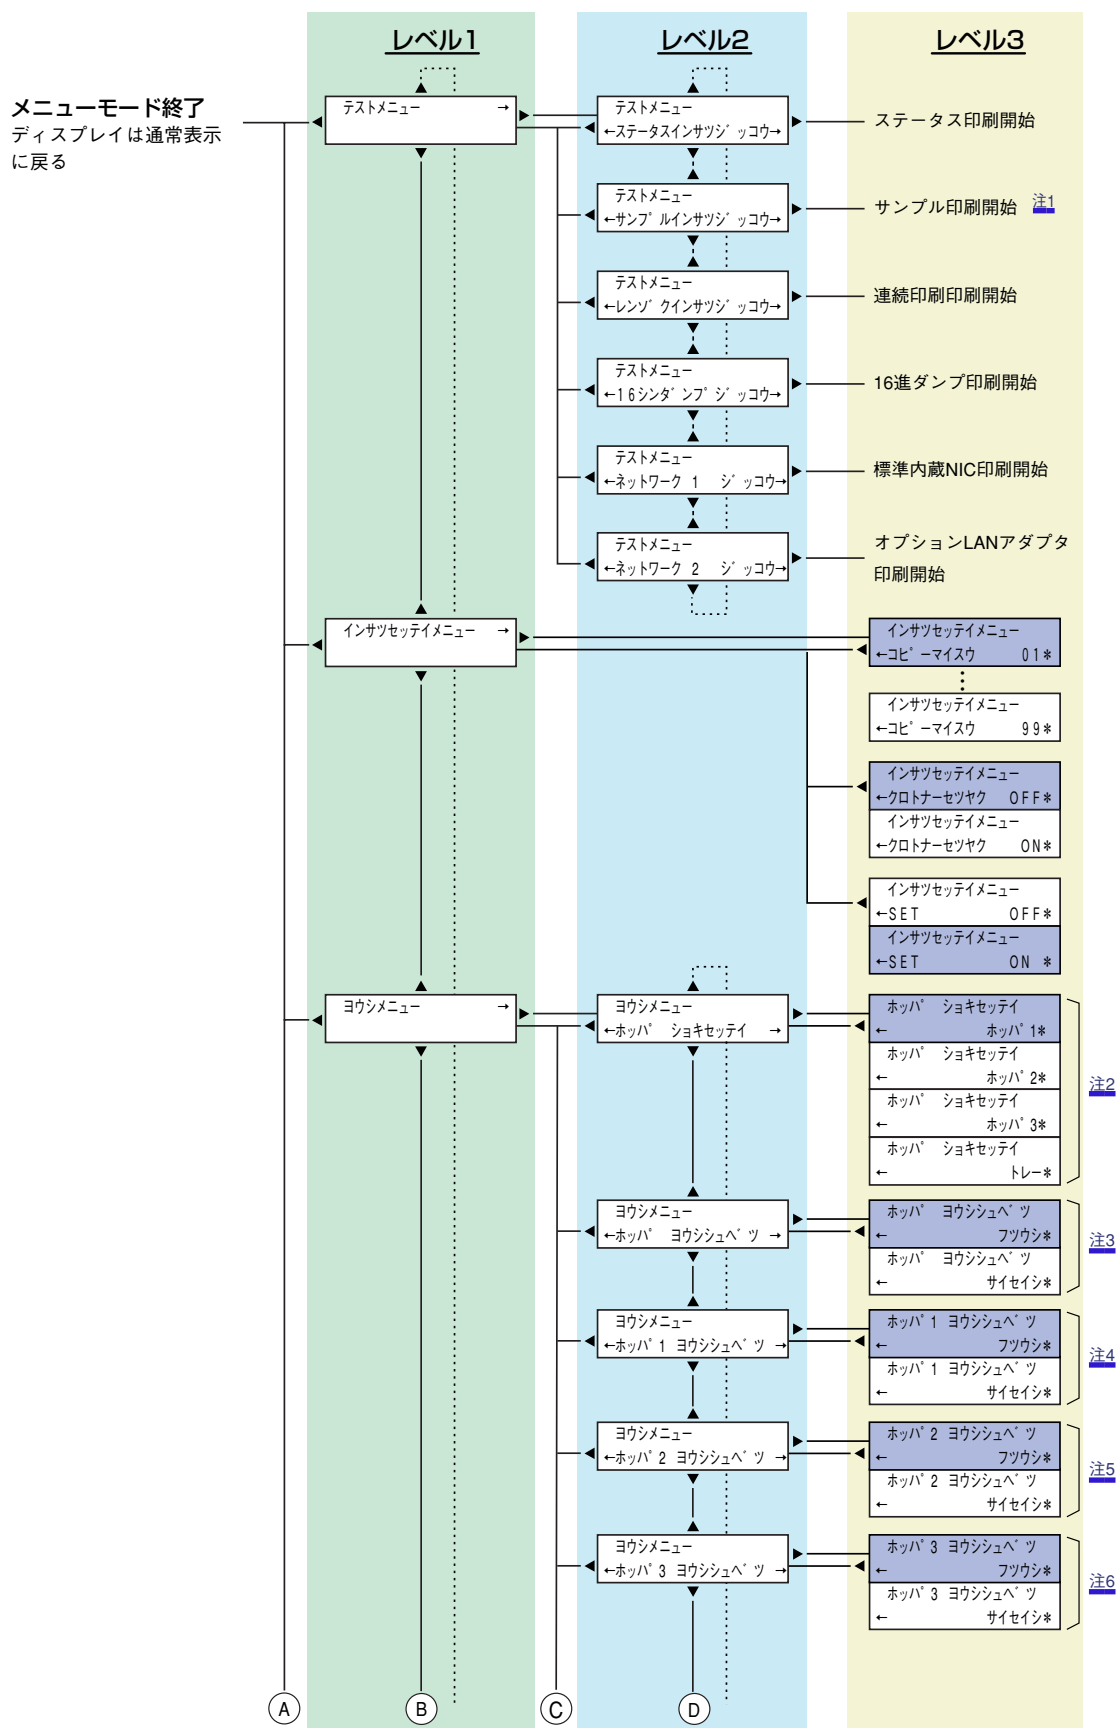 レベル1
レベル2
レベル3
メニューモード終了
ディスプレイは通常表示
に戻る
テストメニュー →
テストメニュー
←ステータスインサツジッコウ→
ステータス印刷開始
テストメニュー
←サンプルインサツジッコウ→
サンプル印刷開始 注1
テストメニュー
←レンゾクインサツジッコウ→
連続印刷印刷開始
テストメニュー
←16シンダンプジッコウ→
16進ダンプ印刷開始
テストメニュー
←ネットワーク 1 ジッコウ→
標準内蔵NIC印刷開始
テストメニュー
←ネットワーク 2 ジッコウ→
オプションLANアダプタ
印刷開始
インサツセッテイメニュー →
インサツセッテイメニュー
←コピーマイスウ 01*
インサツセッテイメニュー
←コピーマイスウ 99*
インサツセッテイメニュー
←クロトナーセツヤク OFF*
インサツセッテイメニュー
←クロトナーセツヤク ON*
インサツセッテイメニュー
←SET OFF*
インサツセッテイメニュー
←SET ON *
ヨウシメニュー →
ヨウシメニュー
←ホッパ ショキセッテイ →
ホッパ ショキセッテイ
← ホッパ1*
ホッパ ショキセッテイ
← ホッパ2*
ホッパ ショキセッテイ
← ホッパ3*
ホッパ ショキセッテイ
← トレー*
注2
ヨウシメニュー
←ホッパ ヨウシシュベツ →
ホッパ ヨウシシュベツ
← フツウシ*
ホッパ ヨウシシュベツ
← サイセイシ*
注3
ヨウシメニュー
←ホッパ1 ヨウシシュベツ →
ホッパ1 ヨウシシュベツ
← フツウシ*
ホッパ1 ヨウシシュベツ
← サイセイシ*
注4
ヨウシメニュー
←ホッパ2 ヨウシシュベツ →
ホッパ2 ヨウシシュベツ
← フツウシ*
ホッパ2 ヨウシシュベツ
← サイセイシ*
注5
ヨウシメニュー
←ホッパ3 ヨウシシュベツ →
ホッパ3 ヨウシシュベツ
← フツウシ*
ホッパ3 ヨウシシュベツ
← サイセイシ*
注6
A
B
C
D